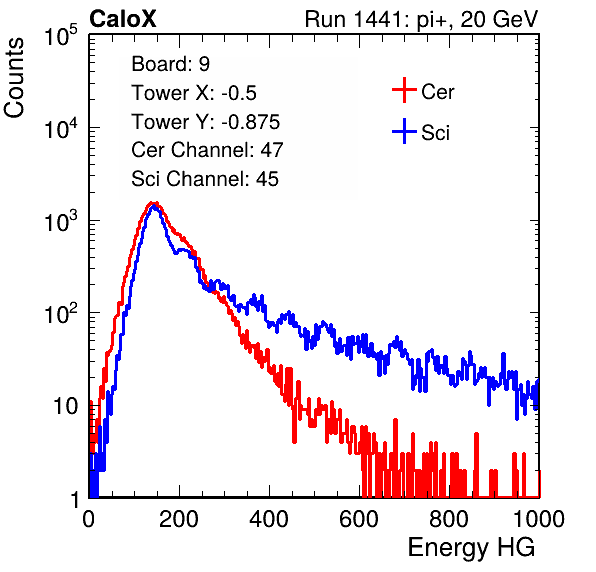 CaloX Run 1441: pi+, 20 GeV
Counts
10^5
10^4
10^3
10^2
10
1
Board: 9
Tower X: -0.5
Tower Y: -0.875
Cer Channel: 47
Sci Channel: 45
Cer
Sci
0 200 400 600 800 1000
Energy HG